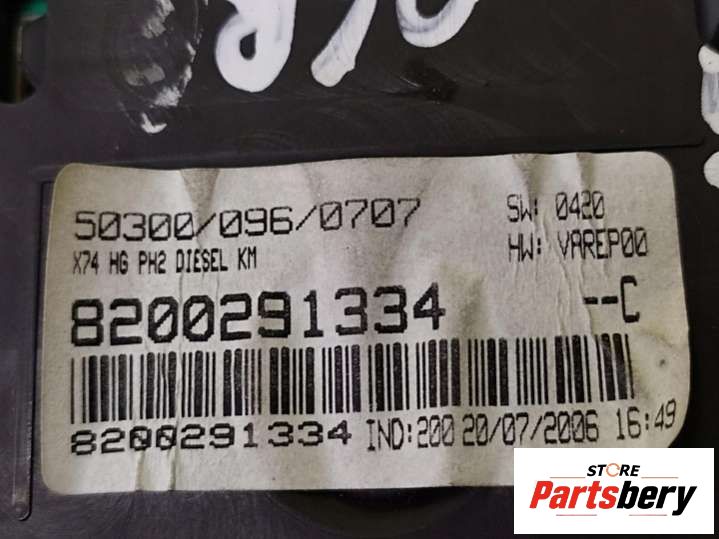 50300/096/0707
SW: 0420
X74 HG PH2 DIESEL KM
HW: VAREP00
8200291334
--C
8200291334 IND:200 20/07/2006 16:49
STORE
Partsbery